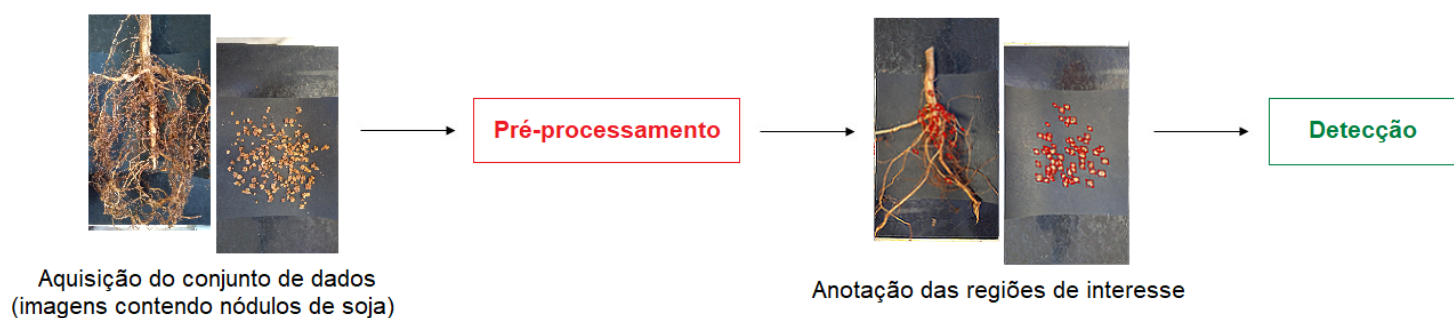 Pré-processamento
Detecção
Aquisição do conjunto de dados
(imagens contendo nódulos de soja)
Anotação das regiões de interesse